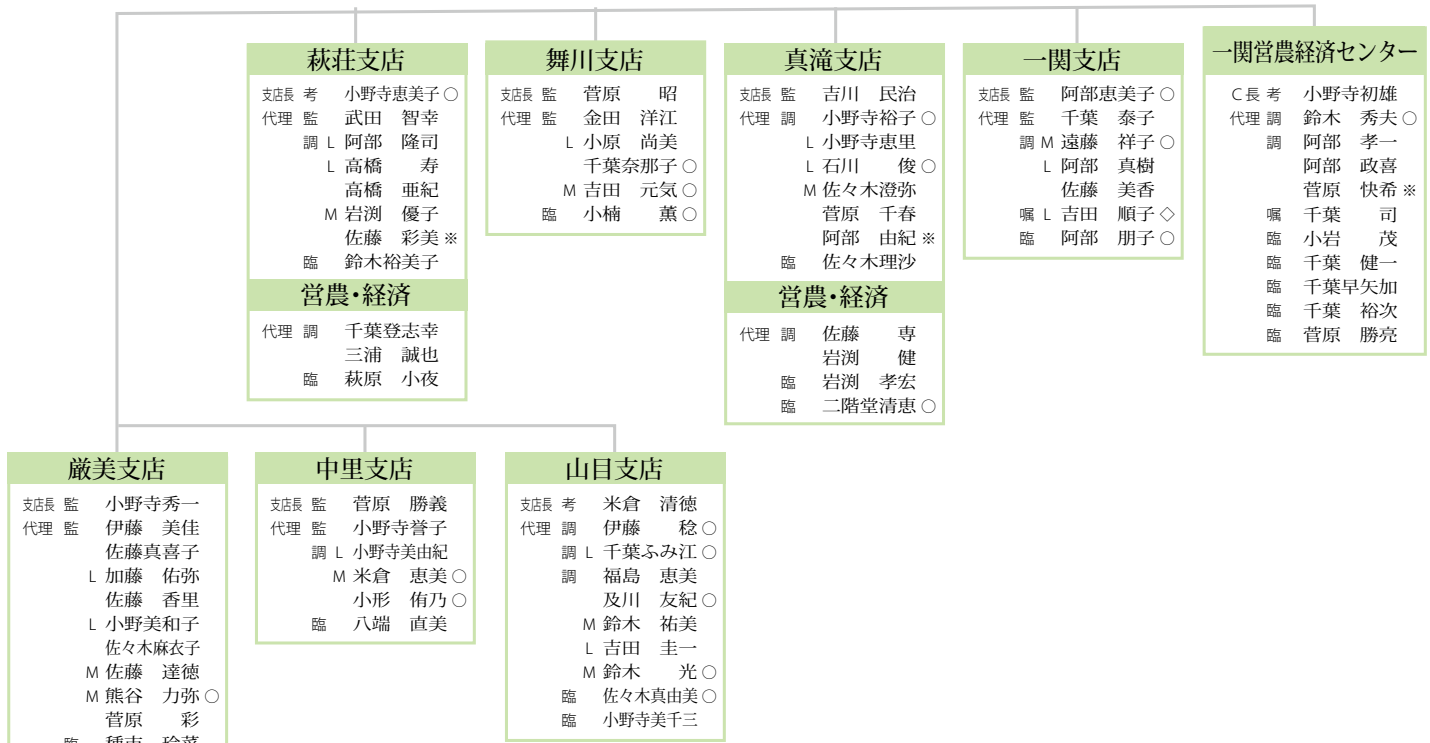 萩荘支店
支店長 考 小野寺恵美子 ○
代理 監 武田 智幸
調 L 阿部 隆司
L 高橋 寿
高橋 亜紀
M 岩渕 優子
佐藤 彩美 ※
臨 鈴木裕美子
営農・経済
代理 調 千葉登志幸
三浦 誠也
臨 萩原 小夜
舞川支店
支店長 監 菅原 昭
代理 監 金田 洋江
L 小原 尚美
千葉奈那子 ○
M 吉田 元気 ○
臨 小楠 薫 ○
真滝支店
支店長 監 吉川 民治
代理 調 小野寺裕子 ○
L 小野寺恵里
L 石川 俊 ○
M 佐々木澄弥
菅原 千春
阿部 由紀 ※
臨 佐々木理沙
営農・経済
代理 調 佐藤 専
岩渕 健
臨 岩渕 孝宏
臨 二階堂清恵 ○
一関支店
支店長 監 阿部恵美子 ○
代理 監 千葉 泰子
調 M 遠藤 祥子 ○
L 阿部 真樹
佐藤 美香
嘱 L 吉田 順子 ◇
臨 阿部 朋子 ○
一関営農経済センター
C長 考 小野寺初雄
代理 調 鈴木 秀夫 ○
調 阿部 孝一
阿部 政喜
菅原 快希 ※
嘱 千葉 司
臨 小岩 茂
臨 千葉 健一
臨 千葉早矢加
臨 千葉 裕次
臨 菅原 勝亮
厳美支店
支店長 監 小野寺秀一
代理 監 伊藤 美佳
佐藤真喜子
L 加藤 佑弥
佐藤 香里
L 小野美和子
佐々木麻衣子
M 佐藤 達徳
M 熊谷 力弥 ○
菅原 彩
中里支店
支店長 監 菅原 勝義
代理 監 小野寺誉子
調 L 小野寺美由紀
M 米倉 恵美 ○
小形 侑乃 ○
臨 八端 直美
山目支店
支店長 考 米倉 清徳
代理 調 伊藤 稔 ○
調 L 千葉ふみ江 ○
調 福島 恵美
及川 友紀 ○
M 鈴木 祐美
L 吉田 圭一
M 鈴木 光 ○
臨 佐々木真由美 ○
臨 小野寺美千三